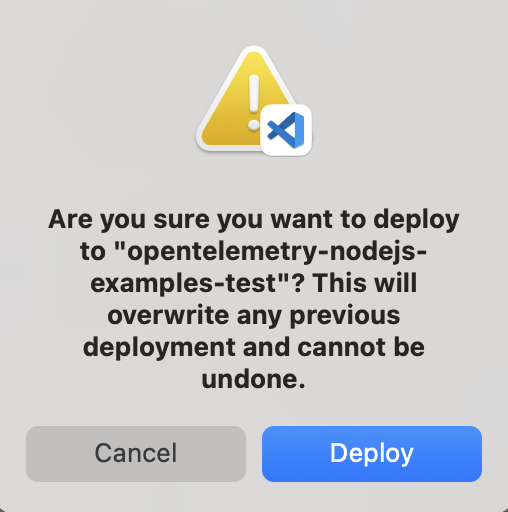 Are you sure you want to deploy
to "opentelemetry-nodejs-
examples-test"? This will
overwrite any previous
deployment and cannot be
undone.
Cancel
Deploy